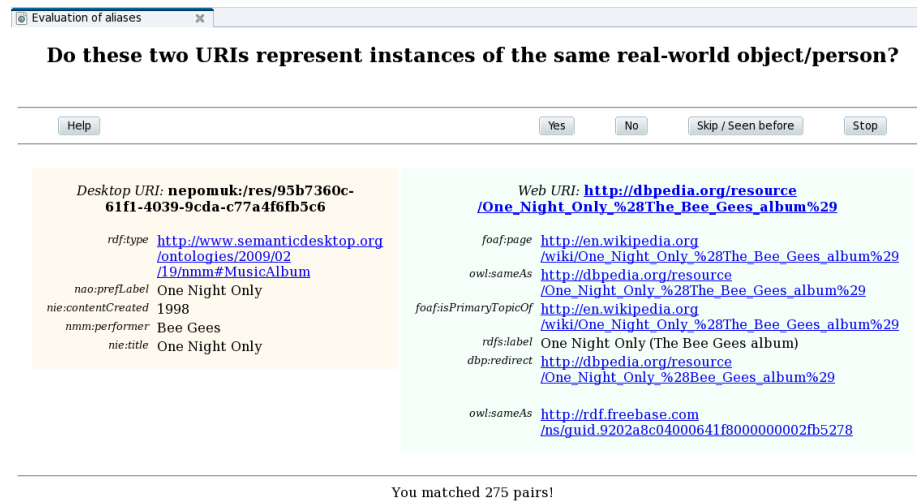 Evaluation of aliases
Do these two URIs represent instances of the same real-world object/person?
Help Yes No Skip / Seen before Stop
Desktop URI: nepomuk:/res/95b7360c-
61f1-4039-9cda-c77a4f6fb5c6
rdf:type http://www.semanticdesktop.org
/ontologies/2009/02
/19/nmm#MusicAlbum
nao:prefLabel One Night Only
nie:contentCreated 1998
nmm:performer Bee Gees
nie:title One Night Only
Web URI: http://dbpedia.org/resource
/One_Night_Only_%28The_Bee_Gees_album%29
foaf:page http://en.wikipedia.org
/wiki/One_Night_Only_%28The_Bee_Gees_album%29
owl:sameAs http://dbpedia.org/resource
/One_Night_Only_%28The_Bee_Gees_album%29
foaf:isPrimaryTopicOf http://en.wikipedia.org
/wiki/One_Night_Only_%28The_Bee_Gees_album%29
rdfs:label One Night Only (The Bee Gees album)
dbp:redirect http://dbpedia.org/resource
/One_Night_Only_%28Bee_Gees_album%29
owl:sameAs http://rdf.freebase.com
/ns/guid.9202a8c04000641f8000000002fb5278
You matched 275 pairs!